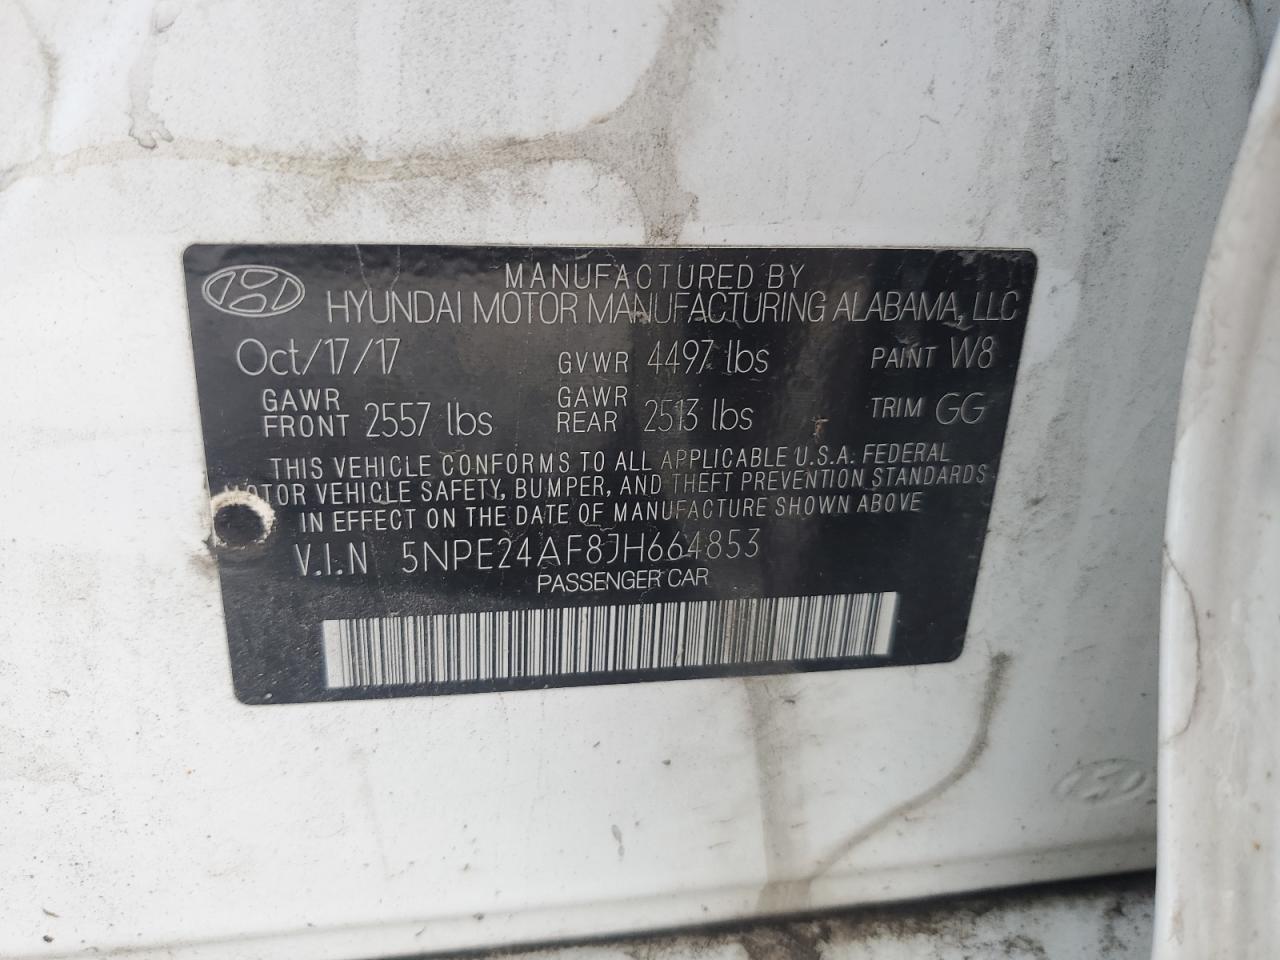 MANUFACTURED BY
HYUNDAI MOTOR MANUFACTURING ALABAMA, LLC
Oct/17/17 GVWR 4497 lbs PAINT W8
GAWR FRONT 2557 lbs GAWR REAR 2513 lbs TRIM GG
THIS VEHICLE CONFORMS TO ALL APPLICABLE U.S.A. FEDERAL
MOTOR VEHICLE SAFETY, BUMPER, AND THEFT PREVENTION STANDARDS
IN EFFECT ON THE DATE OF MANUFACTURE SHOWN ABOVE
V.I.N 5NPE24AF8JH664853
PASSENGER CAR